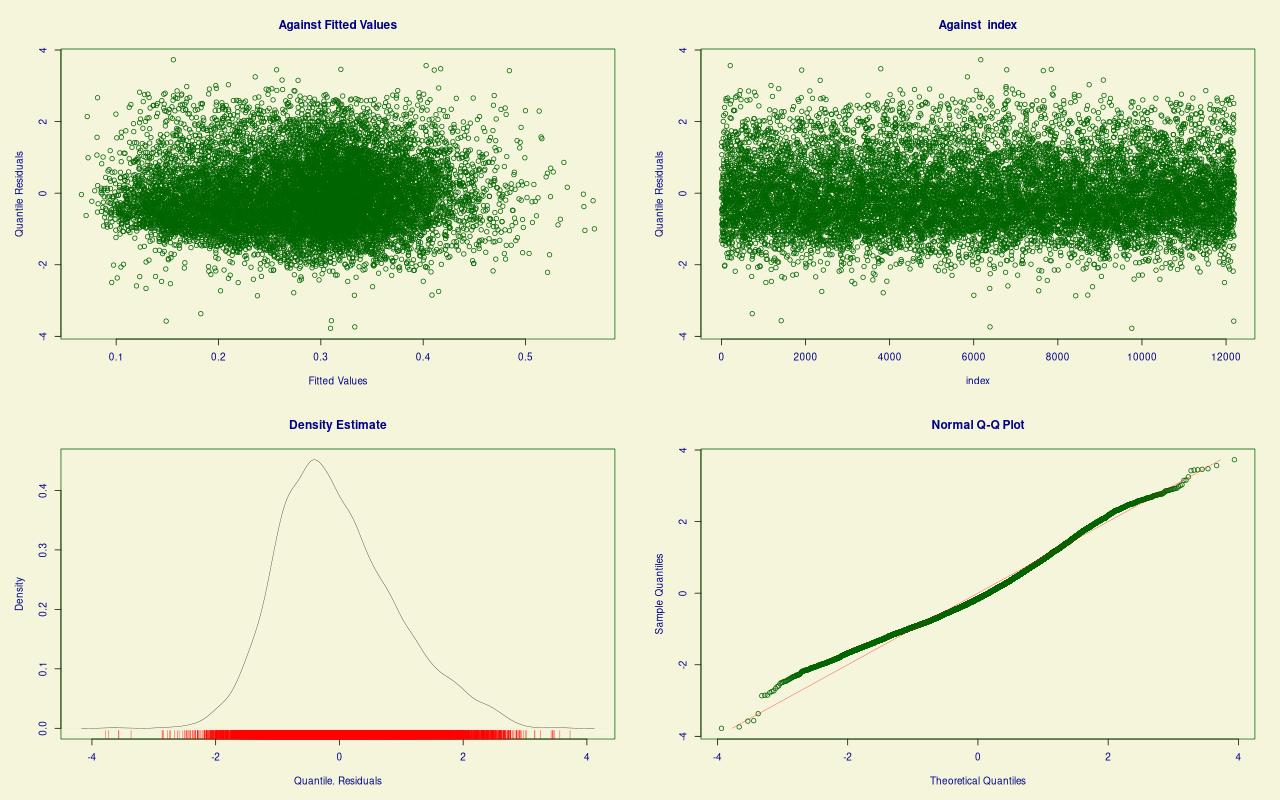 Against Fitted Values
Quantile Residuals
4
2
0
-2
-4
0.1 0.2 0.3 0.4 0.5
Fitted Values
Against index
Quantile Residuals
4
2
0
-2
-4
0 2000 4000 6000 8000 10000 12000
index
Density Estimate
Density
0.4
0.3
0.2
0.1
0.0
-4 -2 0 2 4
Quantile. Residuals
Normal Q-Q Plot
Sample Quantiles
4
2
0
-2
-4
-4 -2 0 2 4
Theoretical Quantiles